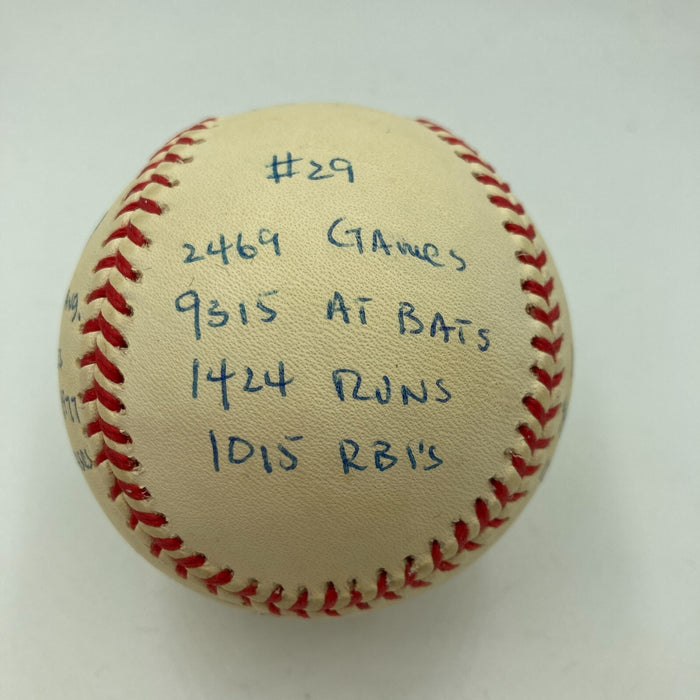 #29
2469 GAmes
9315 AT BATS
1424 RUNS
1015 RBI'S